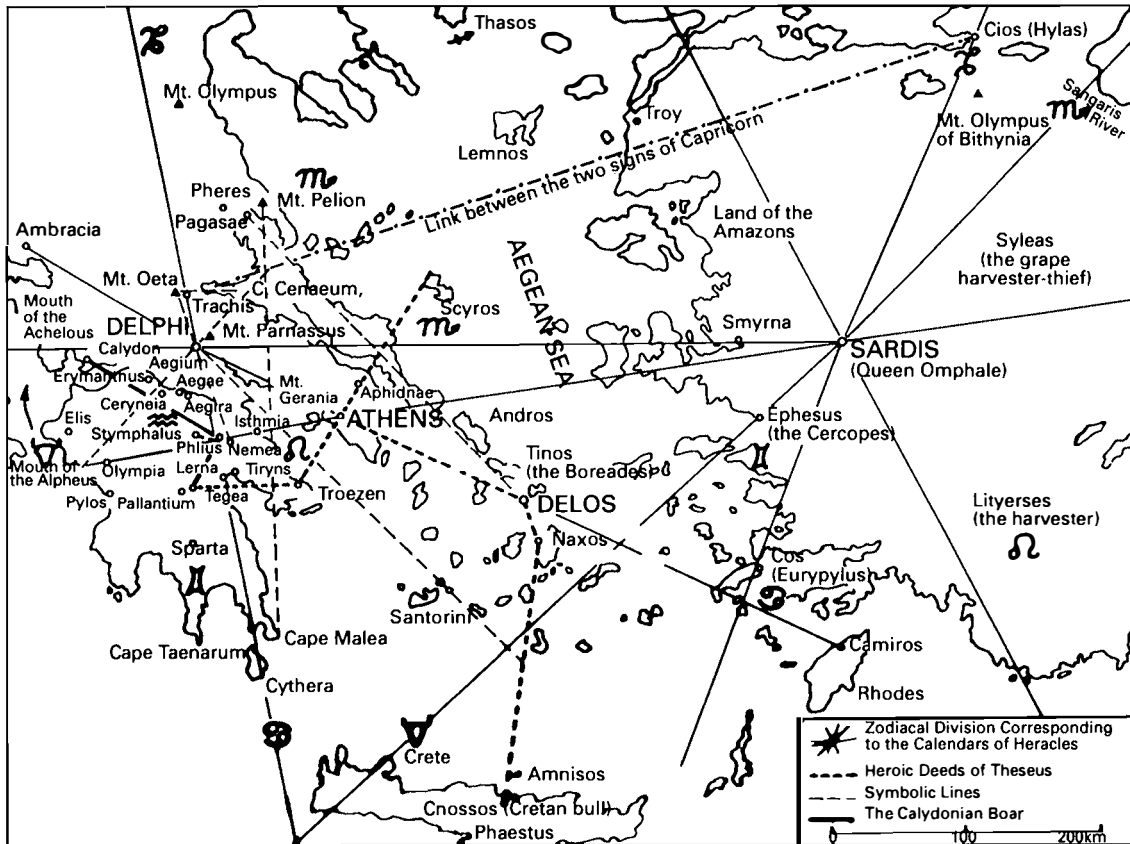 Thasos
Cios (Hylas)
Mt. Olympus
Sangaris
River
Troy
Mt. Olympus
of Bithynia
Lemnos
Link between the two signs of Capricorn
Pheres
Mt. Pelion
Pagasae
Land of the
Amazons
Ambracia
Syleas
(the grape
harvester-thief)
AEGEAN SEA
Mt. Oeta
C. Cenaeum,
Trachis
Scyros
Mouth
of the
Achelous
DELPHI
Mt. Parnassus
Smyrna
SARDIS
(Queen Omphale)
Calydon
Aegium
Erymanthus
Aegae
Mt.
Gerania
Aphidnae
Ceryneia
Aegira
Elis
Isthmia
ATHENS
Andros
Ephesus
(the Cercopes)
Stymphalus
Phlius
Nemea
Mouth of
the Alpheus
Olympia
Lerna
Tiryns
Tinos
(the Boreades)
Pylos
Pallantium
Tegea
Troezen
DELOS
Lityerses
(the harvester)
Naxos
Sparta
Cos
(Eurypylus)
Santorini
Cape Malea
Cape Taenarum
Camiros
Cythera
Rhodes
Crete
Amnisos
Cnossos (Cretan bull)
Phaestus
Zodiacal Division Corresponding
to the Calendars of Heracles
Heroic Deeds of Theseus
Symbolic Lines
The Calydonian Boar
0 100 200km